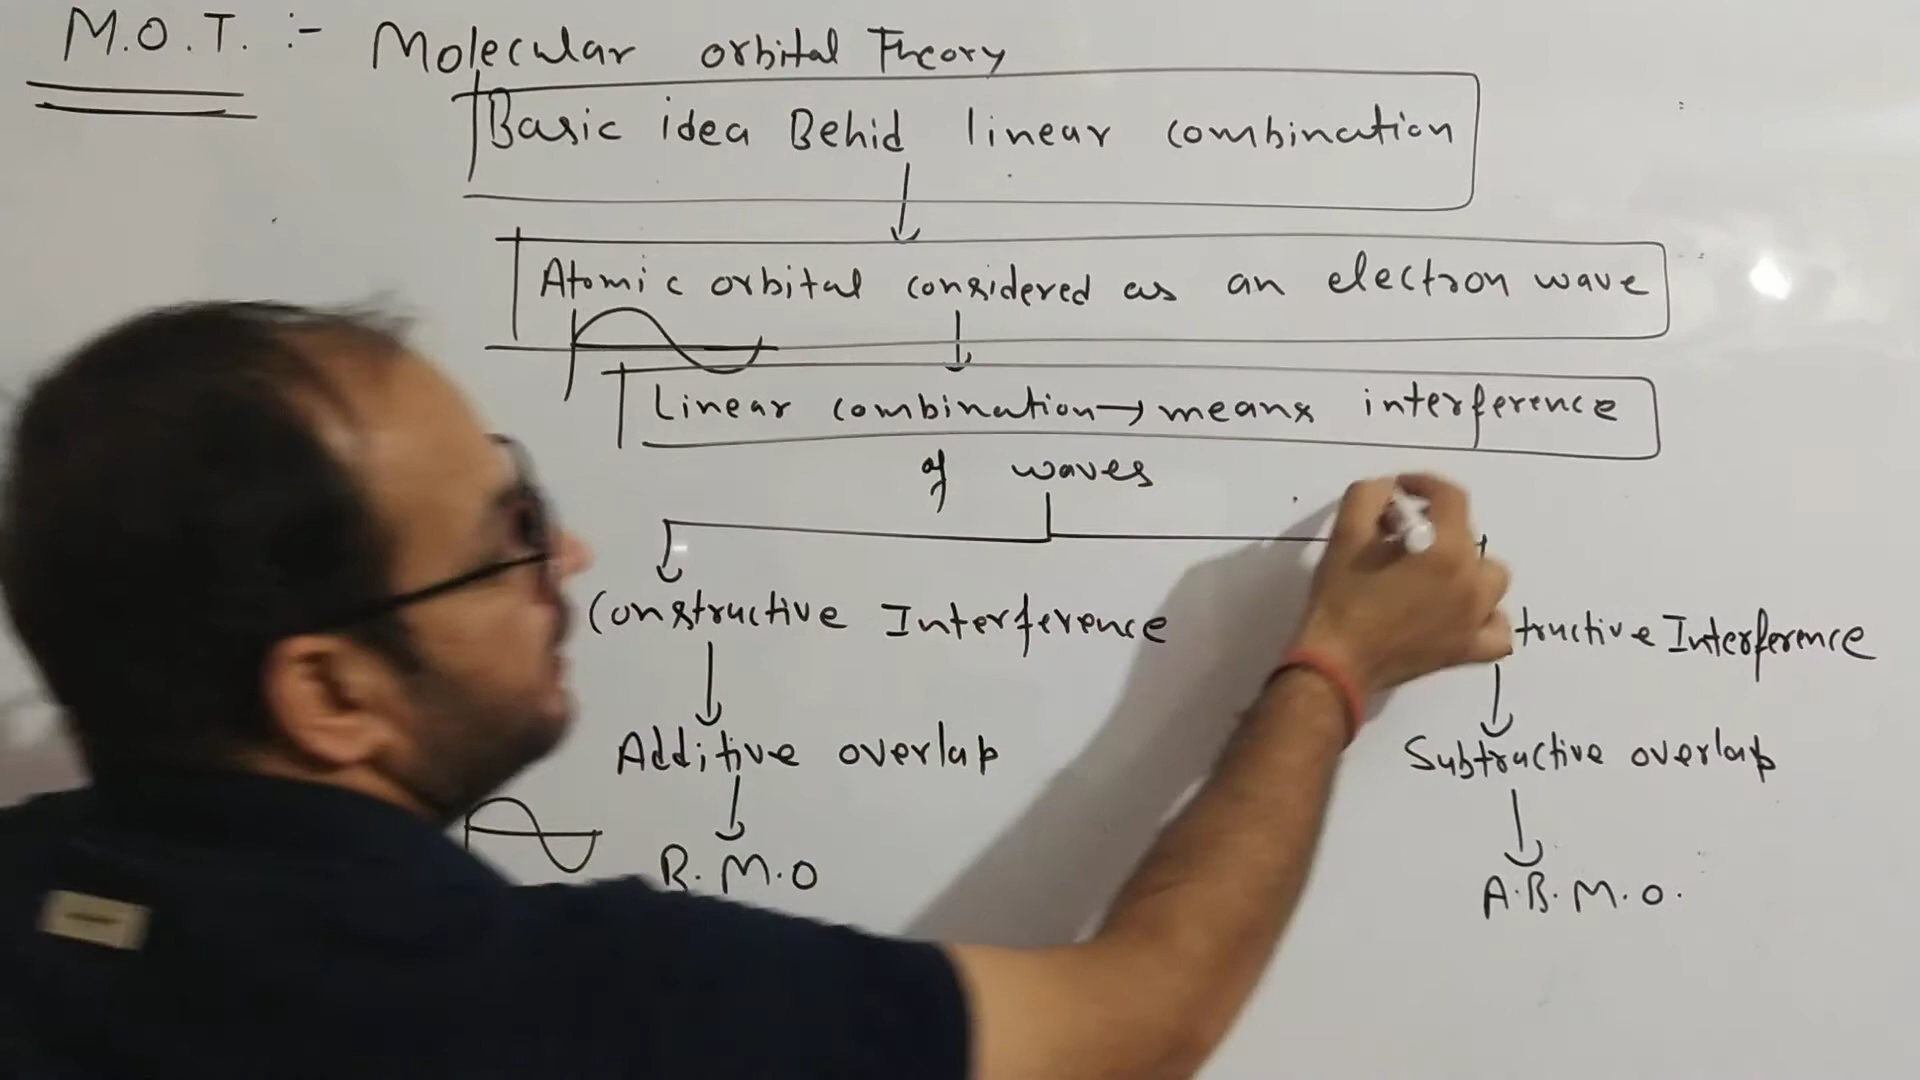 M.O.T. :- Molecular orbital Theory
Basic idea Behid linear combination
Atomic orbital considered as an electron wave
Linear combination → means interference
of waves
Constructive Interference
tructive Interference
Additive overlap
Subtractive overlap
B.M.O
A.B.M.O.